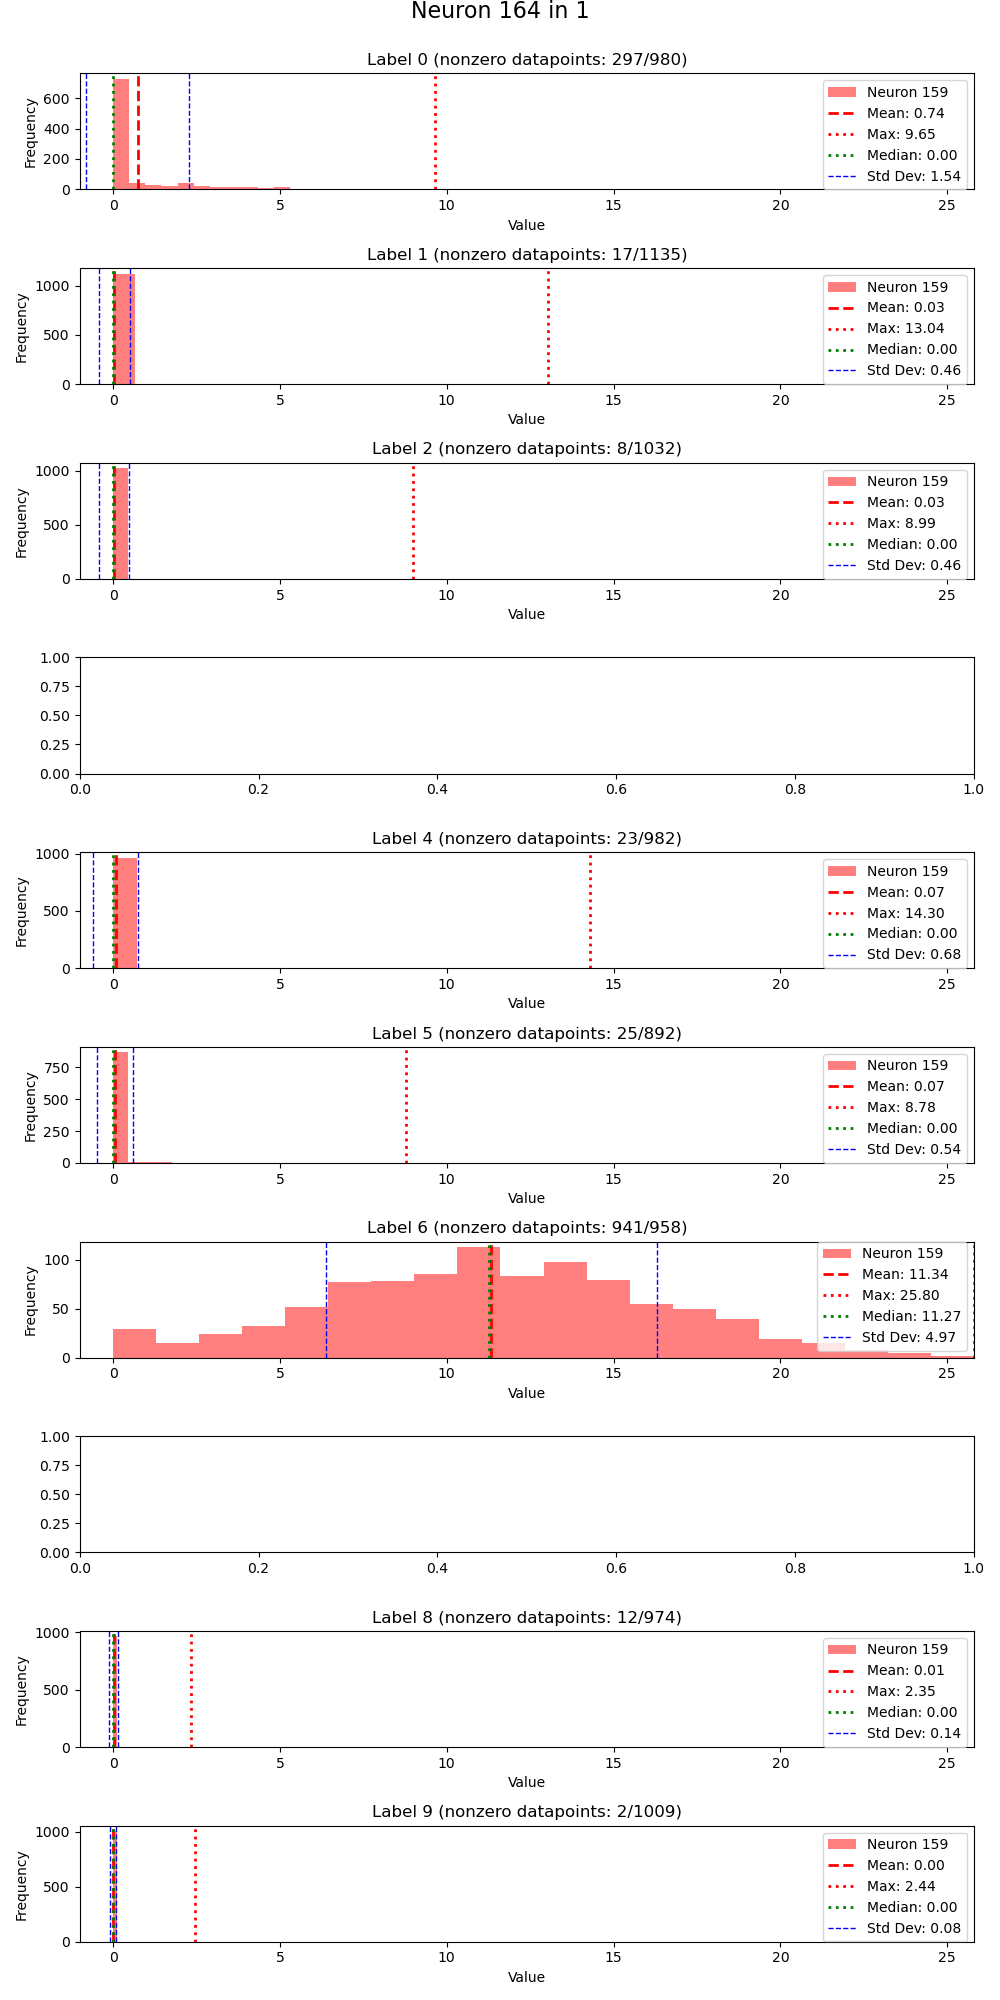 Neuron 164 in 1
Label 0 (nonzero datapoints: 297/980)
Frequency
600
400
200
0
Neuron 159
Mean: 0.74
Max: 9.65
Median: 0.00
Std Dev: 1.54
0 5 10 15 20 25
Value
Label 1 (nonzero datapoints: 17/1135)
Frequency
1000
500
0
Neuron 159
Mean: 0.03
Max: 13.04
Median: 0.00
Std Dev: 0.46
0 5 10 15 20 25
Value
Label 2 (nonzero datapoints: 8/1032)
Frequency
1000
500
0
Neuron 159
Mean: 0.03
Max: 8.99
Median: 0.00
Std Dev: 0.46
0 5 10 15 20 25
Value
1.00
0.75
0.50
0.25
0.00
0.0 0.2 0.4 0.6 0.8 1.0
Label 4 (nonzero datapoints: 23/982)
Frequency
1000
500
0
Neuron 159
Mean: 0.07
Max: 14.30
Median: 0.00
Std Dev: 0.68
0 5 10 15 20 25
Value
Label 5 (nonzero datapoints: 25/892)
Frequency
750
500
250
0
Neuron 159
Mean: 0.07
Max: 8.78
Median: 0.00
Std Dev: 0.54
0 5 10 15 20 25
Value
Label 6 (nonzero datapoints: 941/958)
Frequency
100
50
0
Neuron 159
Mean: 11.34
Max: 25.80
Median: 11.27
Std Dev: 4.97
0 5 10 15 20 25
Value
1.00
0.75
0.50
0.25
0.00
0.0 0.2 0.4 0.6 0.8 1.0
Label 8 (nonzero datapoints: 12/974)
Frequency
1000
500
0
Neuron 159
Mean: 0.01
Max: 2.35
Median: 0.00
Std Dev: 0.14
0 5 10 15 20 25
Value
Label 9 (nonzero datapoints: 2/1009)
Frequency
1000
500
0
Neuron 159
Mean: 0.00
Max: 2.44
Median: 0.00
Std Dev: 0.08
0 5 10 15 20 25
Value